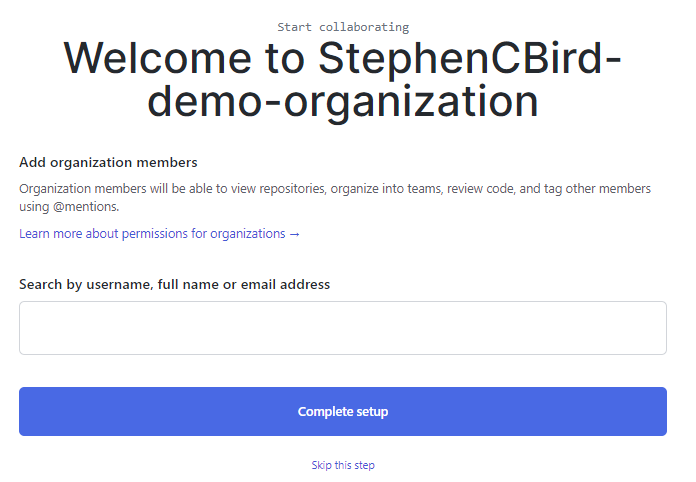 Start collaborating
Welcome to StephenCBird-
demo-organization
Add organization members
Organization members will be able to view repositories, organize into teams, review code, and tag other members
using @mentions.
Learn more about permissions for organizations →
Search by username, full name or email address
Complete setup
Skip this step